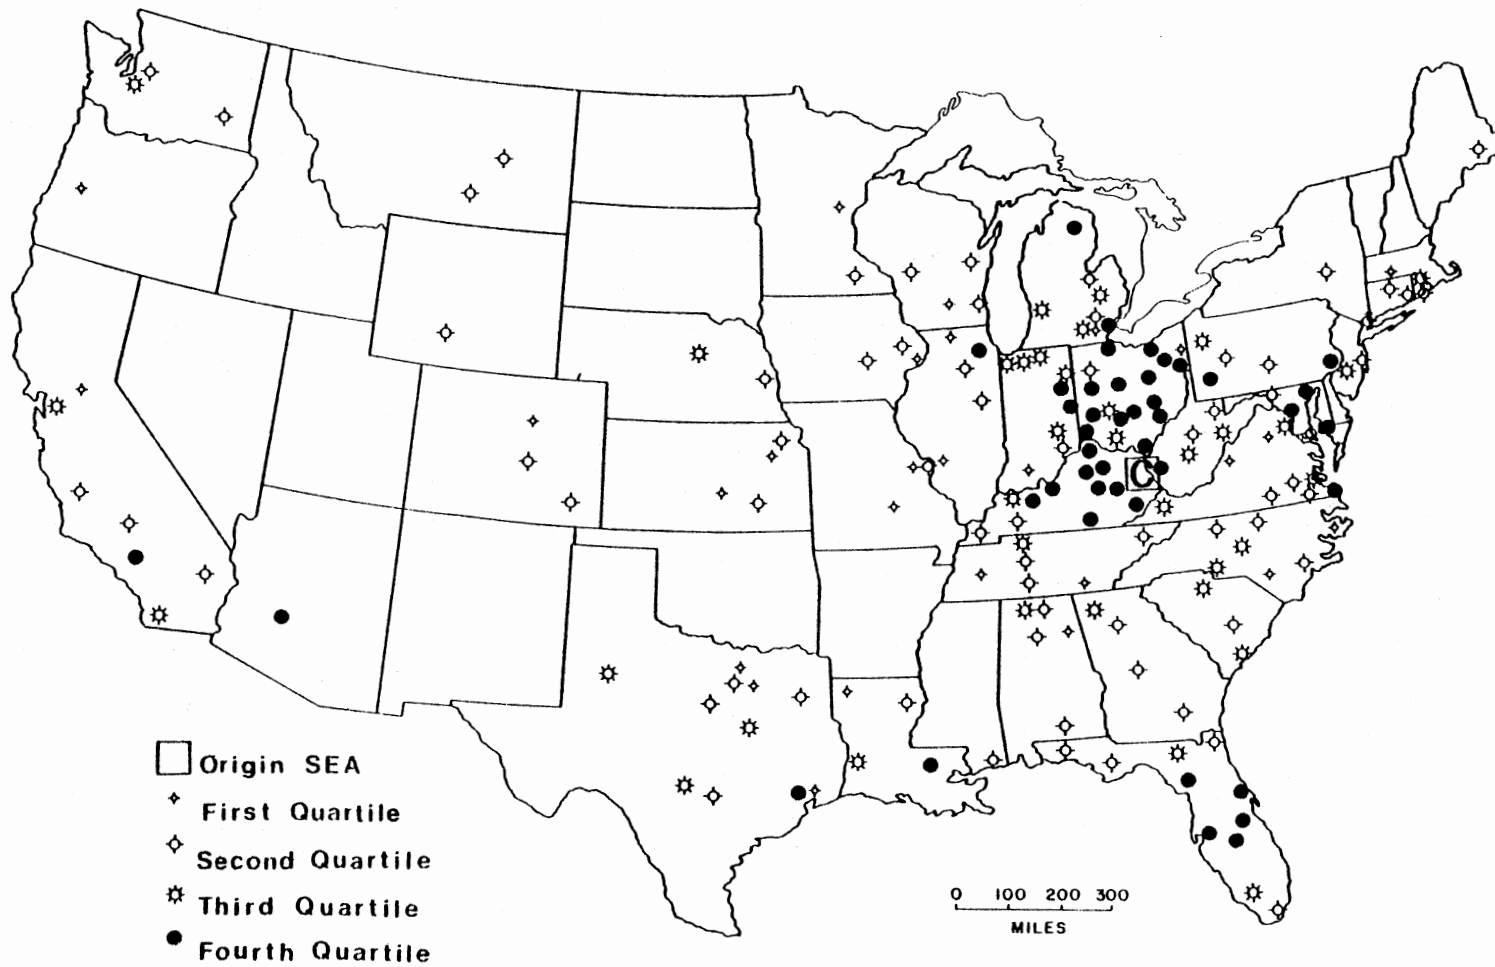 C
Origin SEA
First Quartile
Second Quartile
Third Quartile
Fourth Quartile
0 100 200 300
MILES